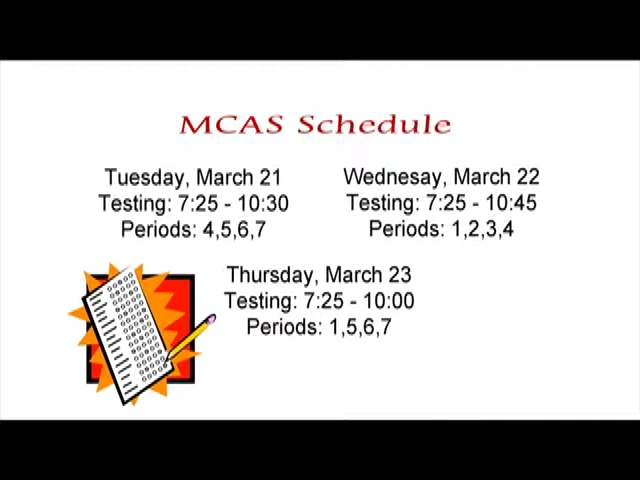 MCAS Schedule
Tuesday, March 21
Testing: 7:25 - 10:30
Periods: 4,5,6,7
Wednesay, March 22
Testing: 7:25 - 10:45
Periods: 1,2,3,4
Thursday, March 23
Testing: 7:25 - 10:00
Periods: 1,5,6,7